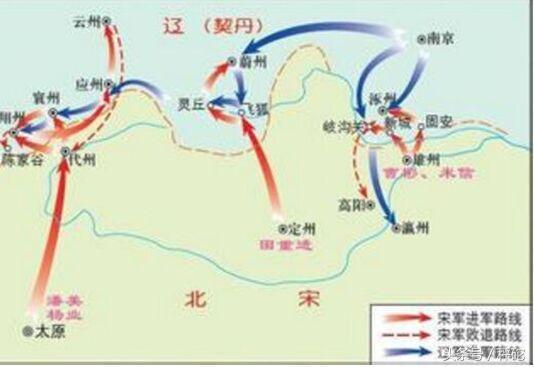 云州
辽（契丹）
南京
蔚州
应州
灵丘
飞狐
涿州
寰州
朔州
新城
固安
岐沟关
陈家谷
代州
雄州
曹彬、米信
高阳
瀛州
定州
田重进
潘美
杨业
太原
北 宋
宋军进军路线
宋军败退路线